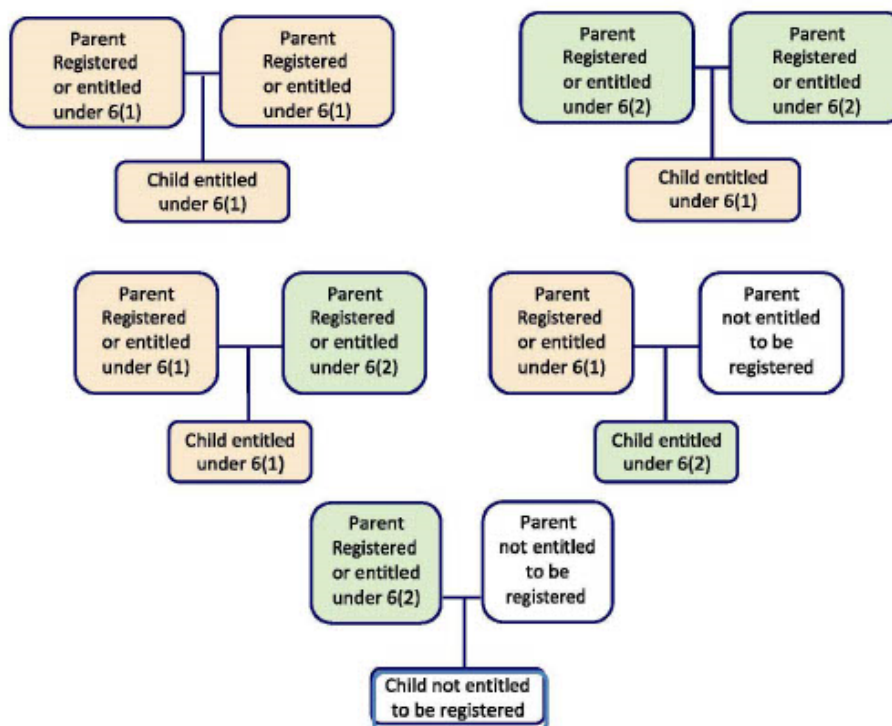 Parent
Registered
or entitled
under 6(1)
Parent
Registered
or entitled
under 6(1)
Child entitled
under 6(1)
Parent
Registered
or entitled
under 6(2)
Parent
Registered
or entitled
under 6(2)
Child entitled
under 6(1)
Parent
Registered
or entitled
under 6(1)
Parent
Registered
or entitled
under 6(2)
Child entitled
under 6(1)
Parent
Registered
or entitled
under 6(1)
Parent
not entitled
to be
registered
Child entitled
under 6(2)
Parent
Registered
or entitled
under 6(2)
Parent
not entitled
to be
registered
Child not entitled
to be registered